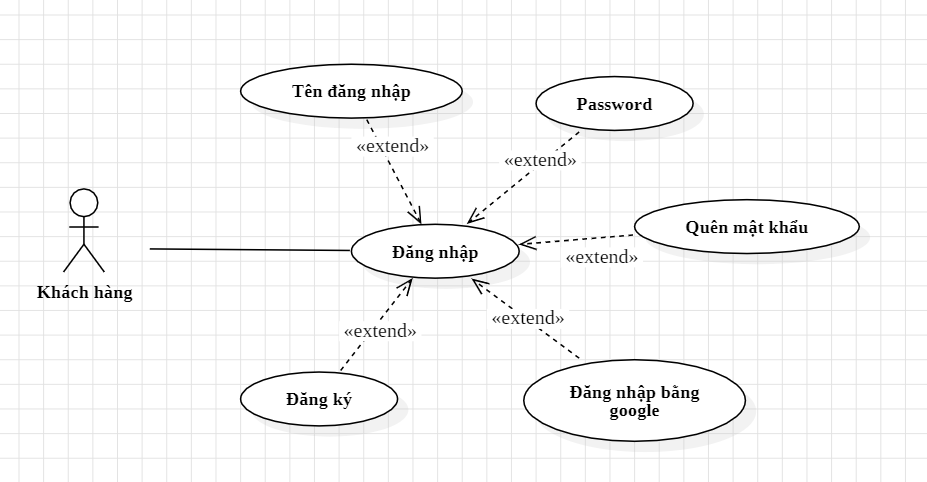 Tên đăng nhập
Password
«extend»
«extend»
Quên mật khẩu
Đăng nhập
«extend»
Khách hàng
«extend»
«extend»
Đăng ký
Đăng nhập bằng
google